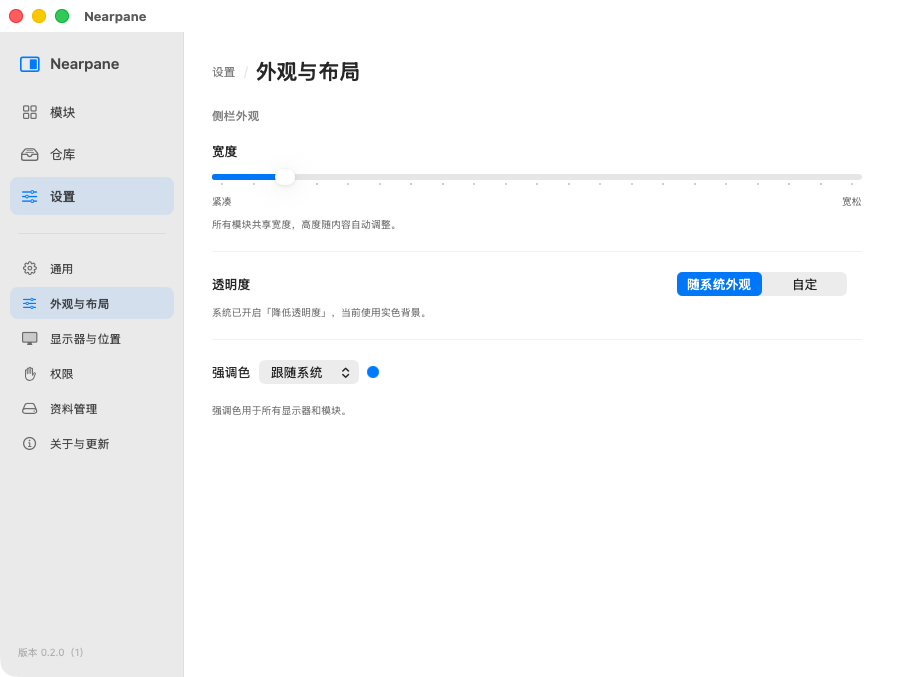 Nearpane
Nearpane
模块
仓库
设置
通用
外观与布局
显示器与位置
权限
资料管理
关于与更新
版本 0.2.0（1）
设置 / 外观与布局
侧栏外观
宽度
紧凑 宽松
所有模块共享宽度，高度随内容自动调整。
透明度 随系统外观 自定
系统已开启「降低透明度」，当前使用实色背景。
强调色 跟随系统
强调色用于所有显示器和模块。